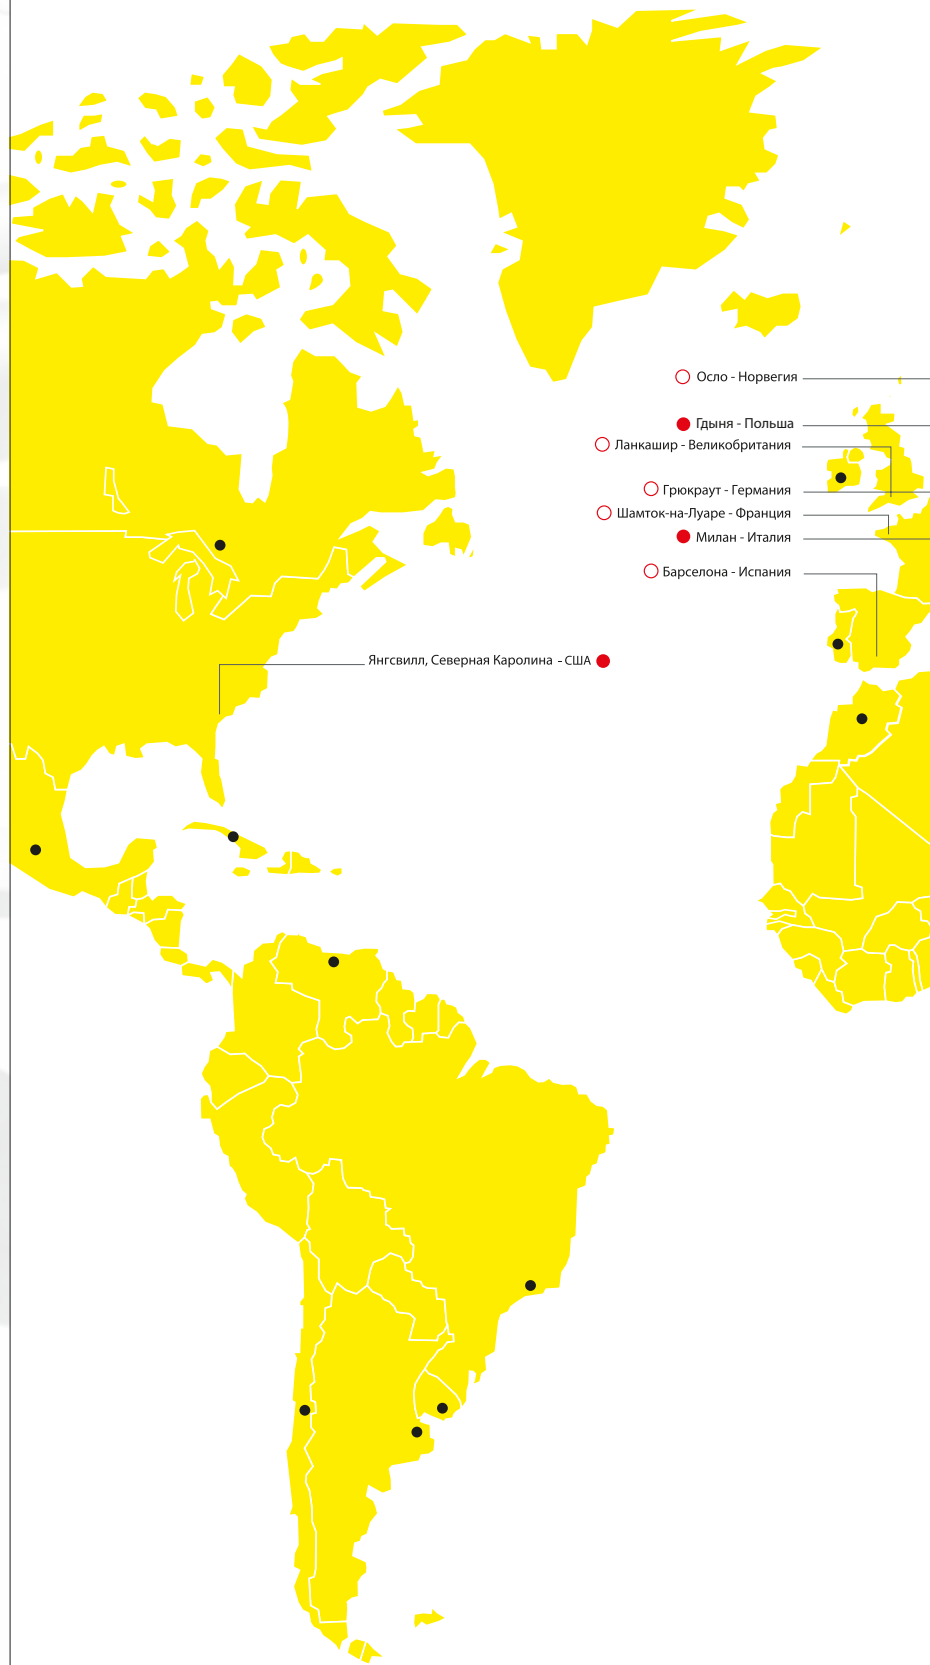 Осло - Норвегия
Гдыня - Польша
Ланкашир - Великобритания
Грюкраут - Германия
Шамток-на-Луаре - Франция
Милан - Италия
Барселона - Испания
Янгсвилл, Северная Каролина - США